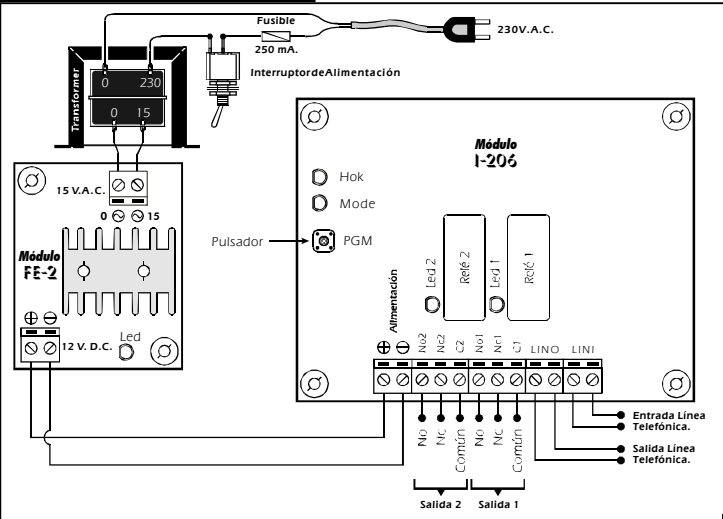 Fusible
250 mA.
230V.A.C.
InterruptordeAlimentación
Transformer
0 230
0 15
15 V.A.C.
0 15
Módulo
FE-2
12 V. D.C.
Led
Módulo
I-206
Hok
Mode
Pulsador
PGM
Led 2
Relé 2
Led 1
Relé 1
Alimentación
No2
Nc2
C2
No1
Nc1
C1
LINO
LINI
No
Nc
Común
No
Nc
Común
Salida 2
Salida 1
Entrada Línea
Telefónica.
Salida Línea
Telefónica.